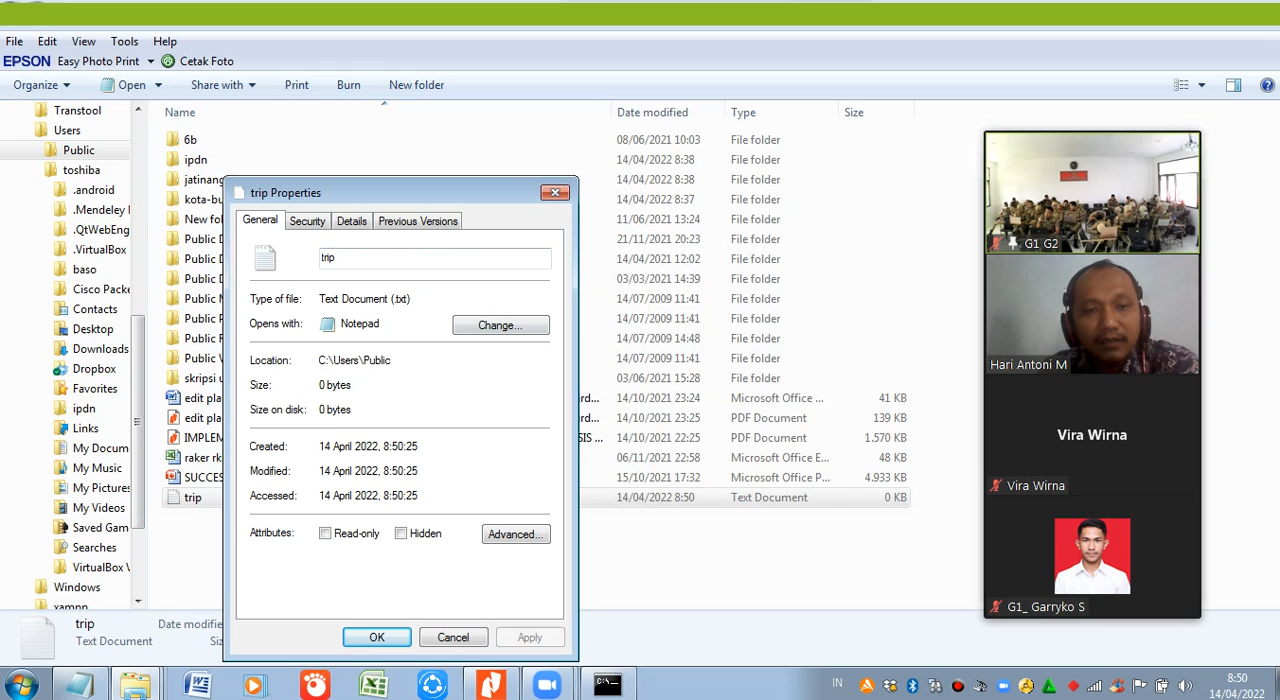 File Edit View Tools Help
EPSON Easy Photo Print Cetak Foto
Organize Open Share with Print Burn New folder
Transtool
Users
Public
toshiba
.android
.Mendeley
.QtWebEng
.VirtualBox
baso
Cisco Packe
Contacts
Desktop
Downloads
Dropbox
Favorites
ipdn
Links
My Docum
My Music
My Pictures
My Videos
Saved Gam
Searches
VirtualBox V
Windows
xampp
Name Date modified Type Size
6b 08/06/2021 10:03 File folder
ipdn 14/04/2022 8:38 File folder
jatinang 14/04/2022 8:38 File folder
kota-bu 14/04/2022 8:37 File folder
New fol 11/06/2021 13:24 File folder
Public D 21/11/2021 20:23 File folder
Public D 14/04/2022 12:02 File folder
Public D 03/03/2021 14:39 File folder
Public M 14/07/2009 11:41 File folder
Public P 14/07/2009 11:41 File folder
Public R 14/07/2009 14:48 File folder
Public V 14/07/2009 11:41 File folder
skripsi u 03/06/2021 15:28 File folder
edit pla rd... 14/10/2021 23:24 Microsoft Office ... 41 KB
edit pla rd... 14/10/2021 23:25 PDF Document 139 KB
IMPLEM SIS ... 14/10/2021 22:25 PDF Document 1.570 KB
raker rk 06/11/2021 22:58 Microsoft Office E... 48 KB
SUCCES 15/10/2021 17:32 Microsoft Office P... 4.933 KB
trip 14/04/2022 8:50 Text Document 0 KB
trip Properties
General Security Details Previous Versions
trip
Type of file: Text Document (.txt)
Opens with: Notepad Change...
Location: C:\Users\Public
Size: 0 bytes
Size on disk: 0 bytes
Created: 14 April 2022, 8:50:25
Modified: 14 April 2022, 8:50:25
Accessed: 14 April 2022, 8:50:25
Attributes: Read-only Hidden Advanced...
OK Cancel Apply
G1 G2
Hari Antoni M
Vira Wirna
Vira Wirna
G1_ Garryko S
trip Date modifie
Text Document Siz
IN 8:50
14/04/2022